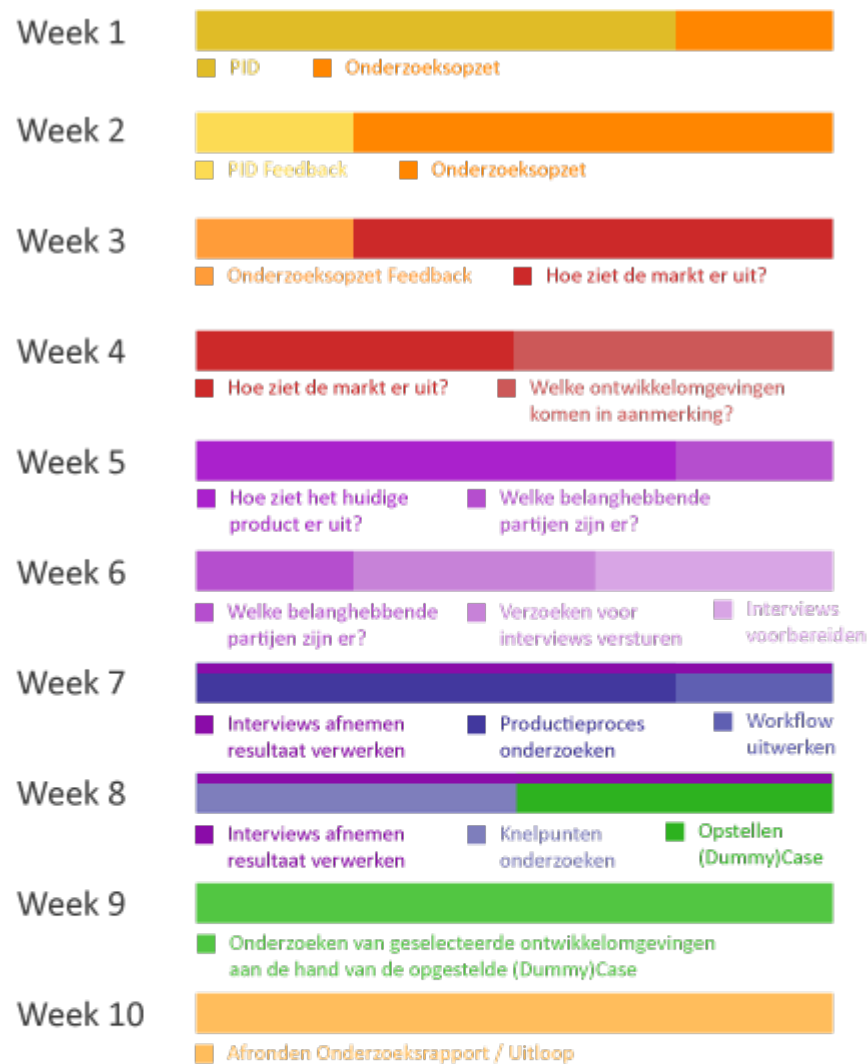 Week 1
PID Onderzoeksopzet
Week 2
PID Feedback Onderzoeksopzet
Week 3
Onderzoeksopzet Feedback Hoe ziet de markt er uit?
Week 4
Hoe ziet de markt er uit? Welke ontwikkelomgevingen
komen in aanmerking?
Week 5
Hoe ziet het huidige Welke belanghebbende
product er uit? partijen zijn er?
Week 6
Welke belanghebbende Verzoeken voor Interviews
partijen zijn er? interviews versturen voorbereiden
Week 7
Interviews afnemen Productieproces Workflow
resultaat verwerken onderzoeken uitwerken
Week 8
Interviews afnemen Knelpunten Opstellen
resultaat verwerken onderzoeken (Dummy)Case
Week 9
Onderzoeken van geselecteerde ontwikkelomgevingen
aan de hand van de opgestelde (Dummy)Case
Week 10
Afronden Onderzoeksrapport / Uitloop